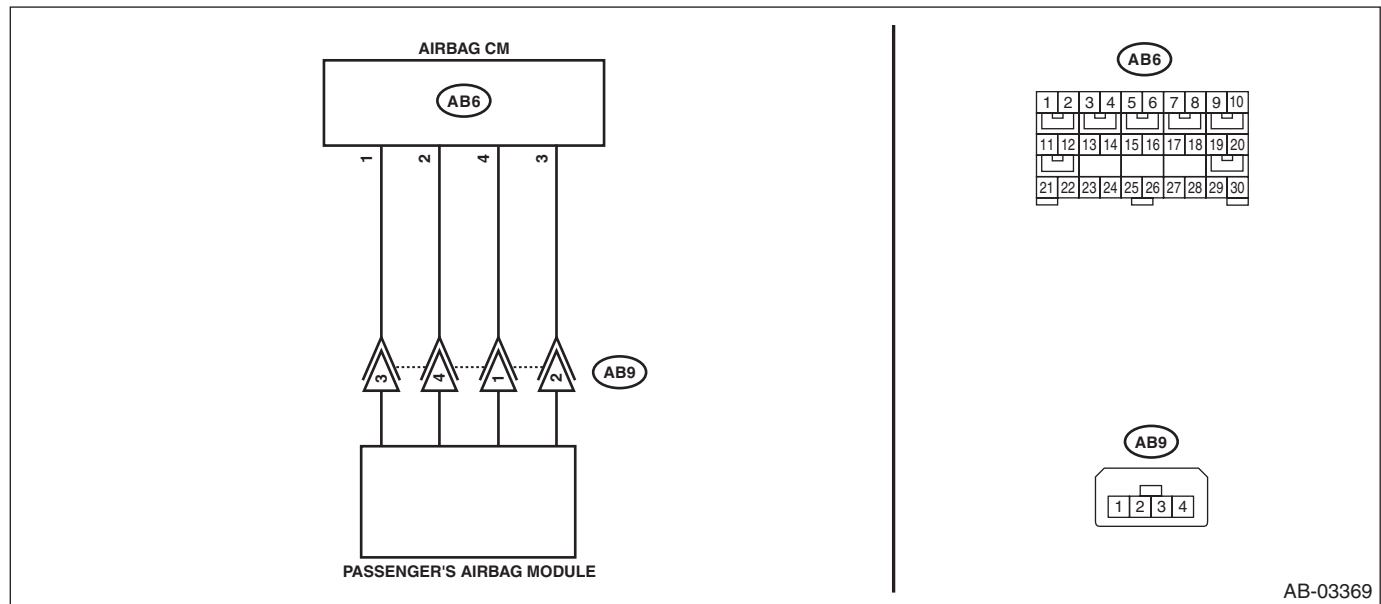 AIRBAG CM
AB6
1 2 4 3
3 4 1 2
AB9
PASSENGER'S AIRBAG MODULE
AB6
1 2 3 4 5 6 7 8 9 10
11 12 13 14 15 16 17 18 19 20
21 22 23 24 25 26 27 28 29 30
AB9
1 2 3 4
AB-03369